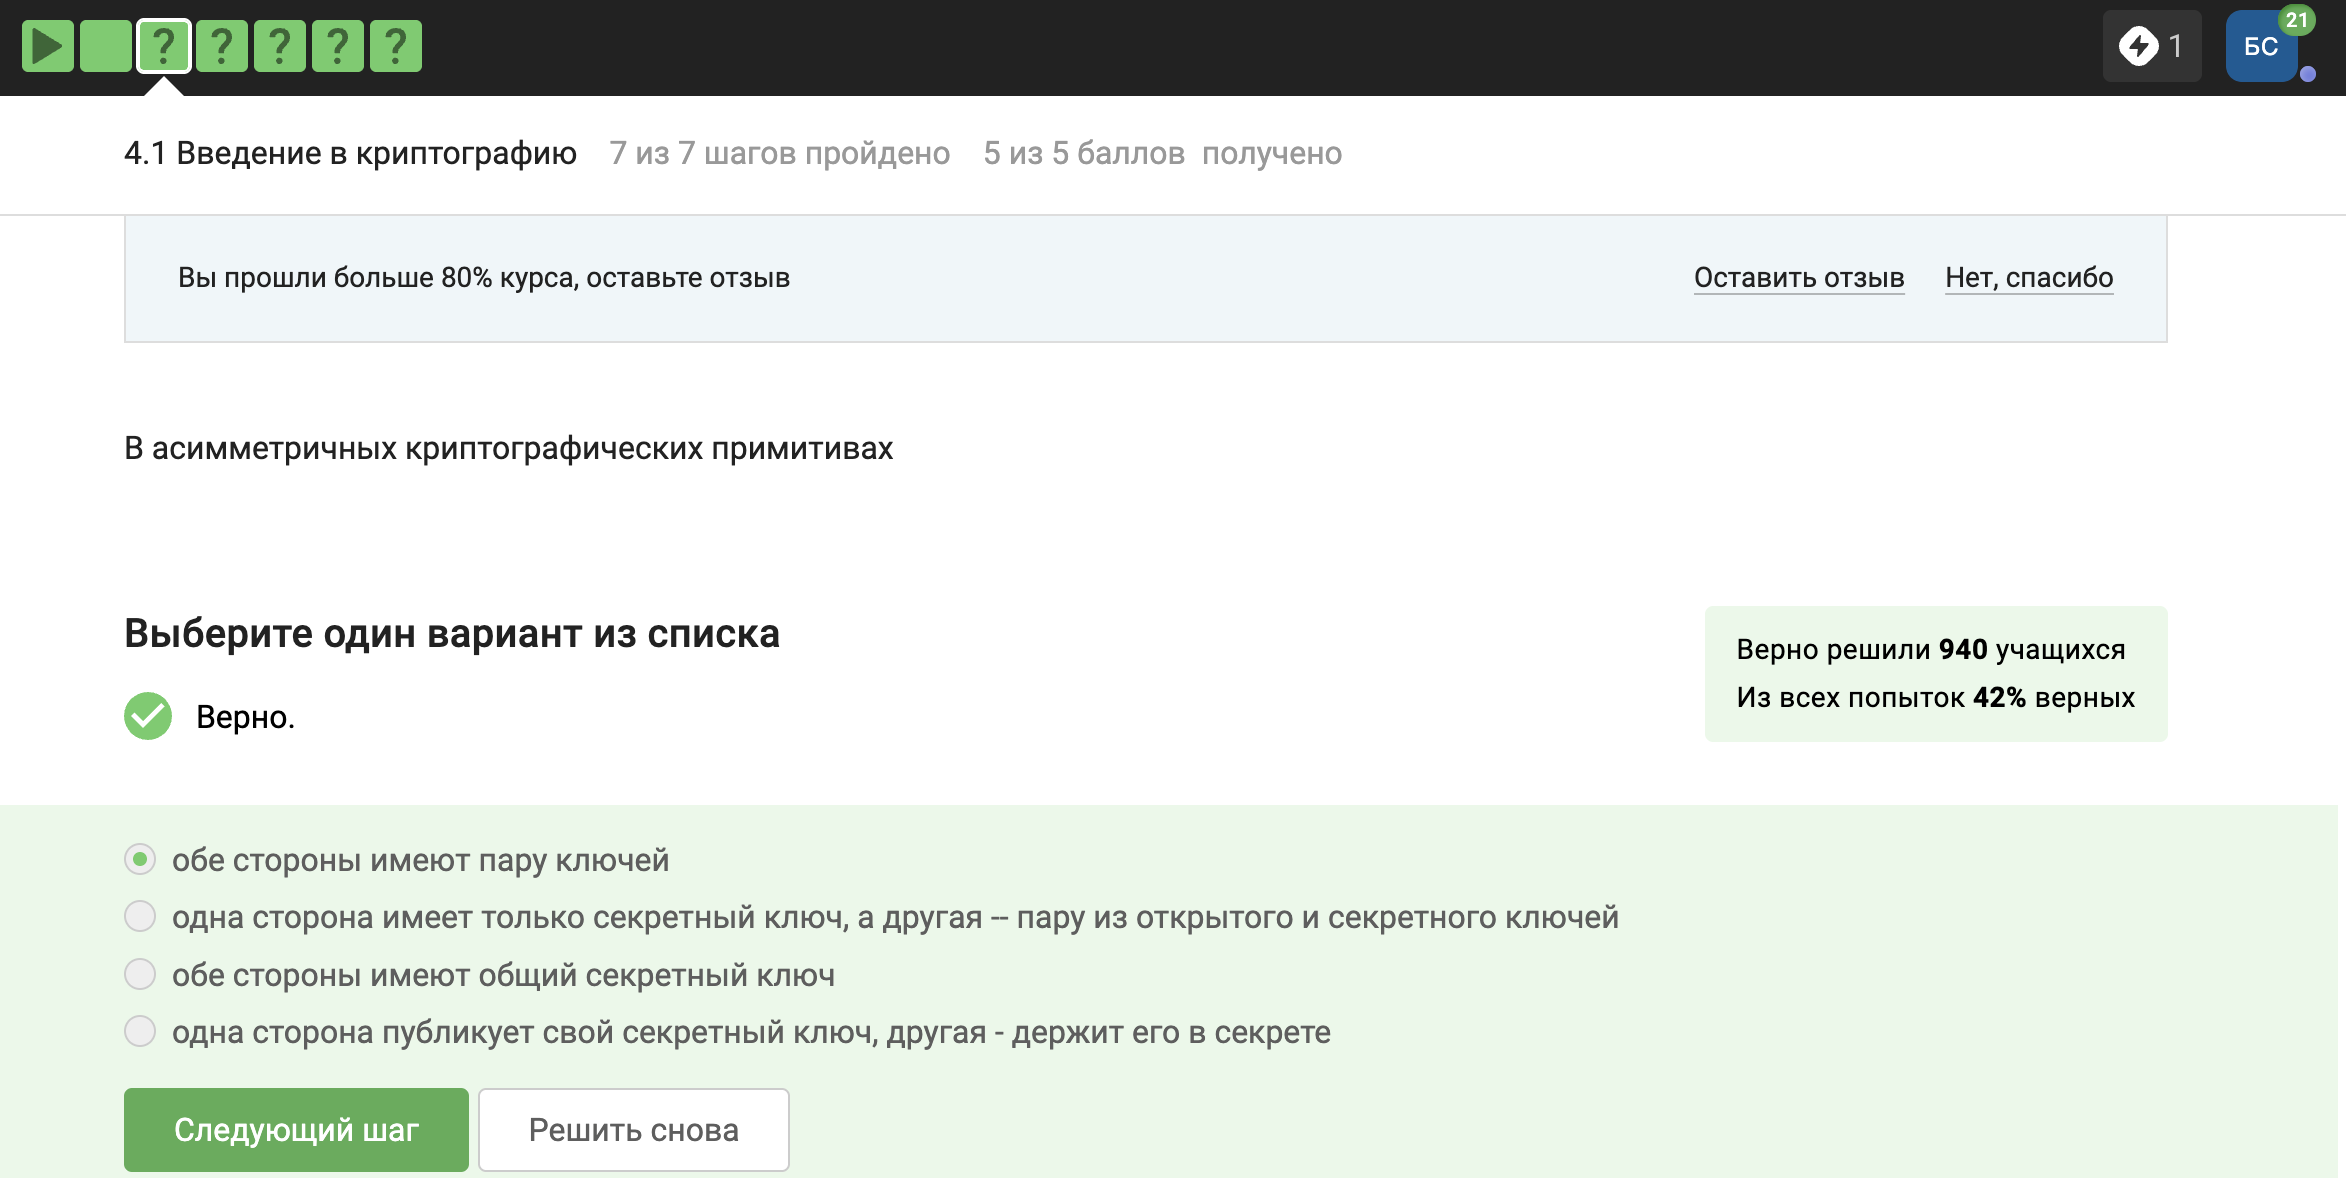 ? ? ? ? ?
1
БС
21
4.1 Введение в криптографию 7 из 7 шагов пройдено 5 из 5 баллов получено
Вы прошли больше 80% курса, оставьте отзыв
Оставить отзыв Нет, спасибо
В асимметричных криптографических примитивах
Выберите один вариант из списка
Верно.
Верно решили 940 учащихся
Из всех попыток 42% верных
обе стороны имеют пару ключей
одна сторона имеет только секретный ключ, а другая -- пару из открытого и секретного ключей
обе стороны имеют общий секретный ключ
одна сторона публикует свой секретный ключ, другая - держит его в секрете
Следующий шаг Решить снова